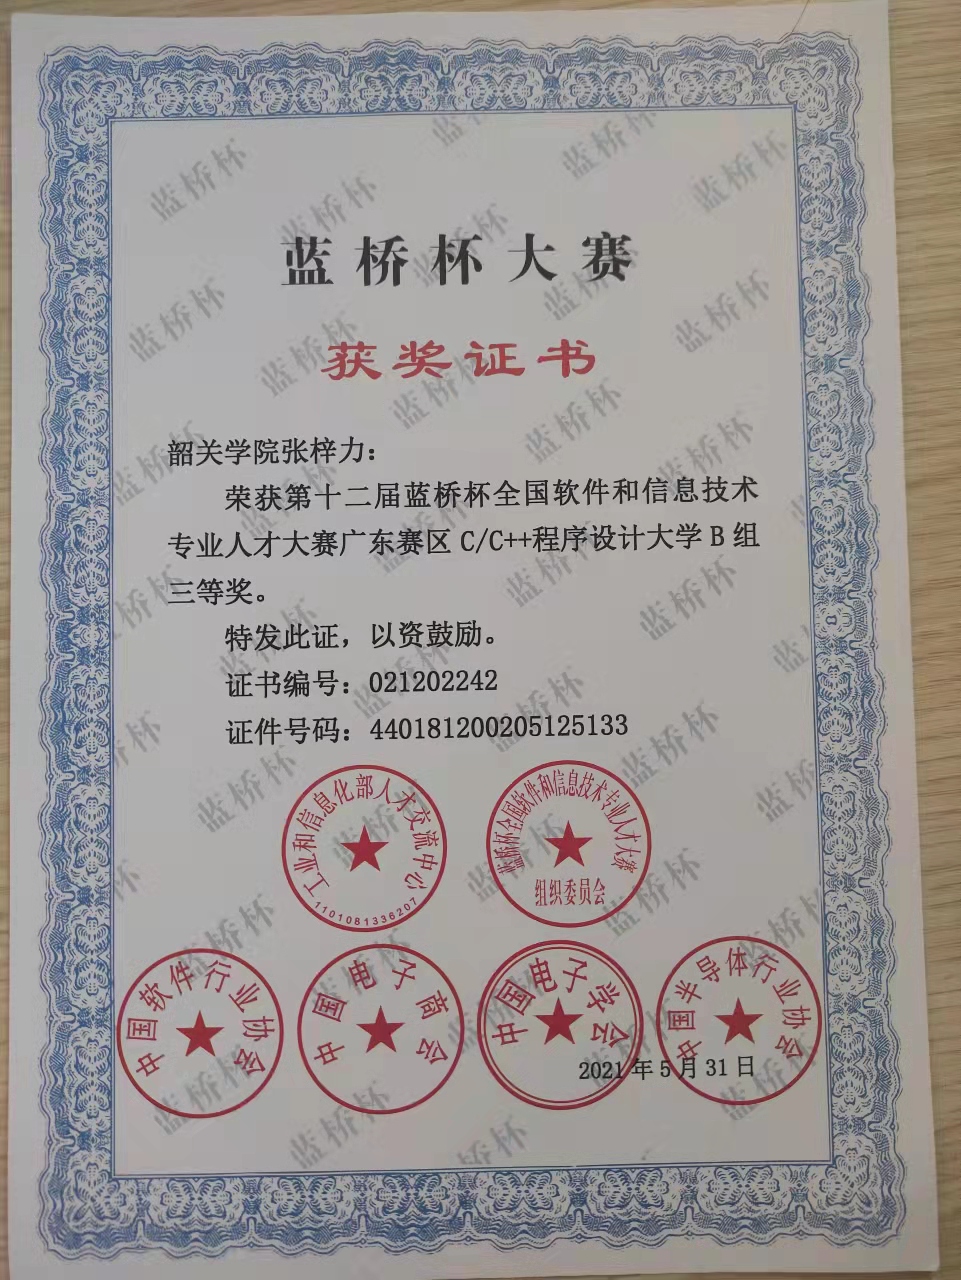 蓝桥杯大赛
获奖证书
韶关学院张梓力：
荣获第十二届蓝桥杯全国软件和信息技术
专业人才大赛广东赛区 C/C++程序设计大学 B 组
三等奖。
特发此证，以资鼓励。
证书编号：021202242
证件号码：440181200205125133
工业和信息化部人才交流中心
1101081336207
蓝桥杯全国软件和信息技术专业人才大赛
组织委员会
中国软件行业协会
中国电子商会
中国电子学会
中国半导体行业协会
2021 年 5 月 31 日